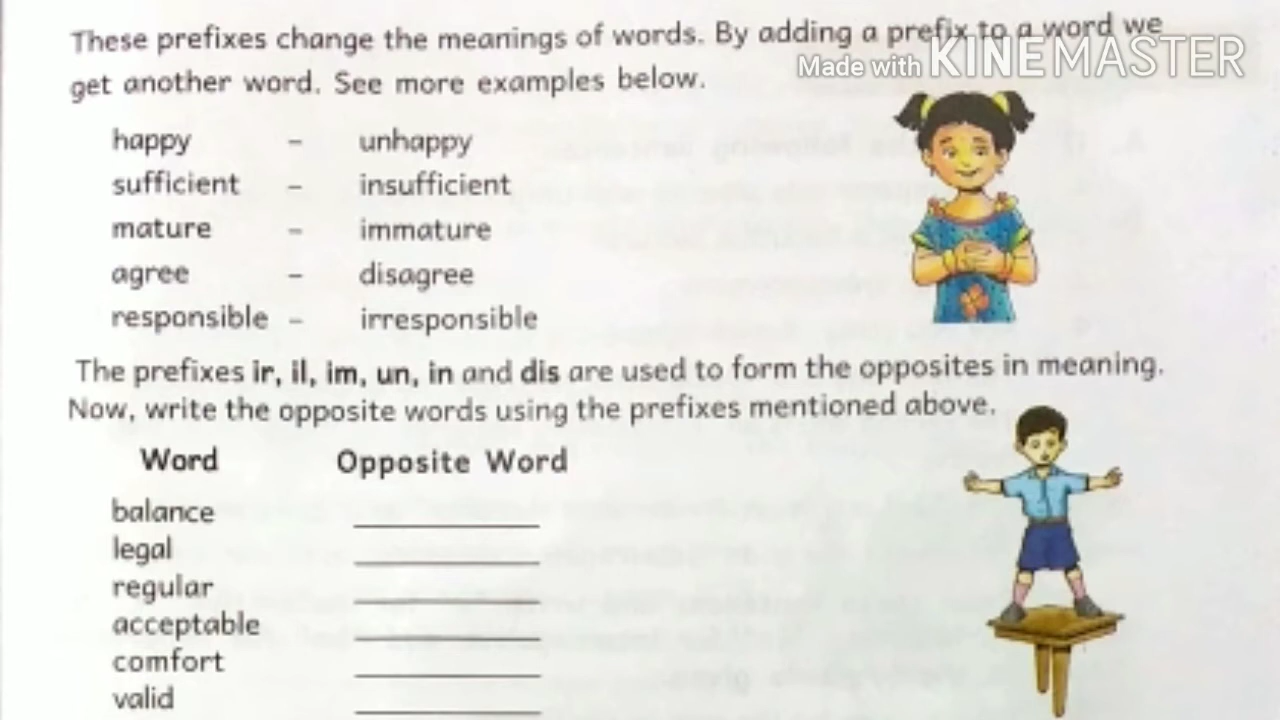 These prefixes change the meanings of words. By adding a prefix to a word we
Made with KINEMASTER
get another word. See more examples below.
happy - unhappy
sufficient - insufficient
mature - immature
agree - disagree
responsible - irresponsible
The prefixes ir, il, im, un, in and dis are used to form the opposites in meaning.
Now, write the opposite words using the prefixes mentioned above.
Word Opposite Word
balance
legal
regular
acceptable
comfort
valid